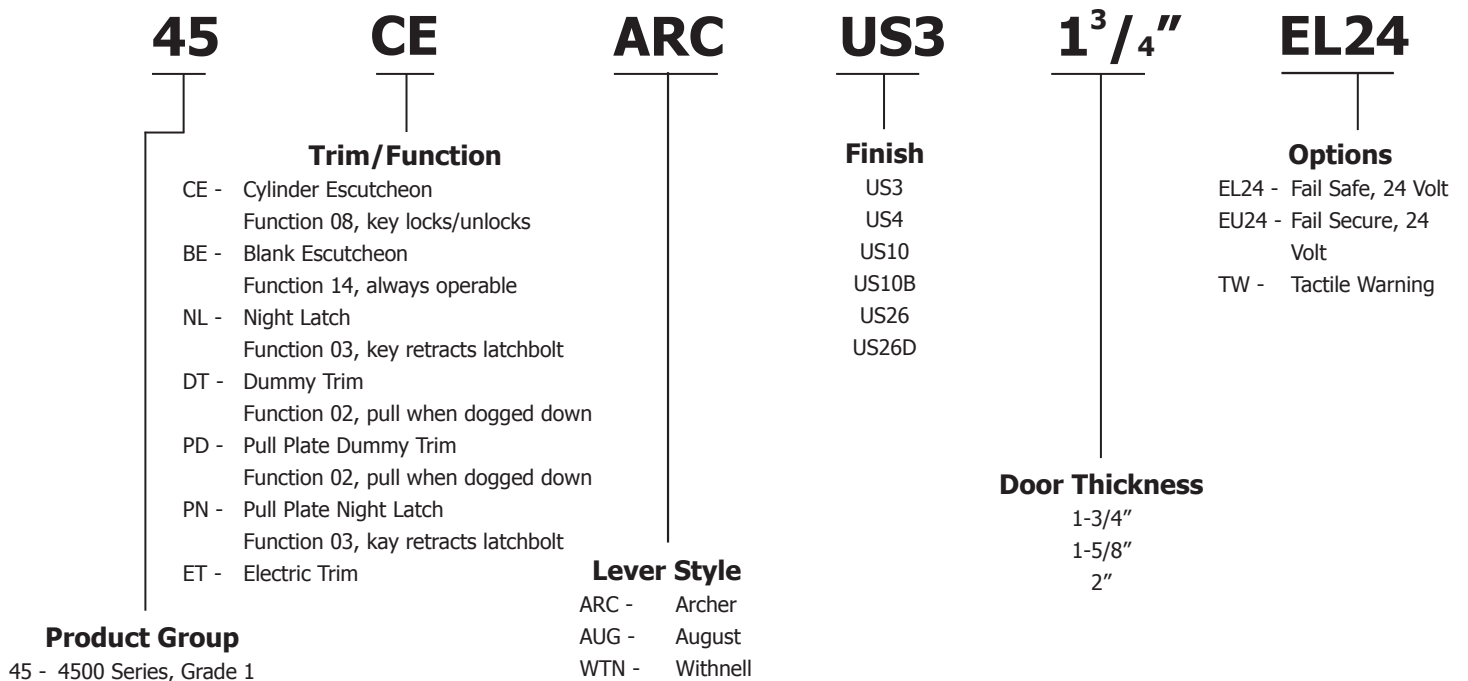 45 CE ARC US3 1 3/4″ EL24
Trim/Function
CE - Cylinder Escutcheon
Function 08, key locks/unlocks
BE - Blank Escutcheon
Function 14, always operable
NL - Night Latch
Function 03, key retracts latchbolt
DT - Dummy Trim
Function 02, pull when dogged down
PD - Pull Plate Dummy Trim
Function 02, pull when dogged down
PN - Pull Plate Night Latch
Function 03, kay retracts latchbolt
ET - Electric Trim
Product Group
45 - 4500 Series, Grade 1
Lever Style
ARC - Archer
AUG - August
WTN - Withnell
Finish
US3
US4
US10
US10B
US26
US26D
Door Thickness
1-3/4″
1-5/8″
2″
Options
EL24 - Fail Safe, 24 Volt
EU24 - Fail Secure, 24
Volt
TW - Tactile Warning